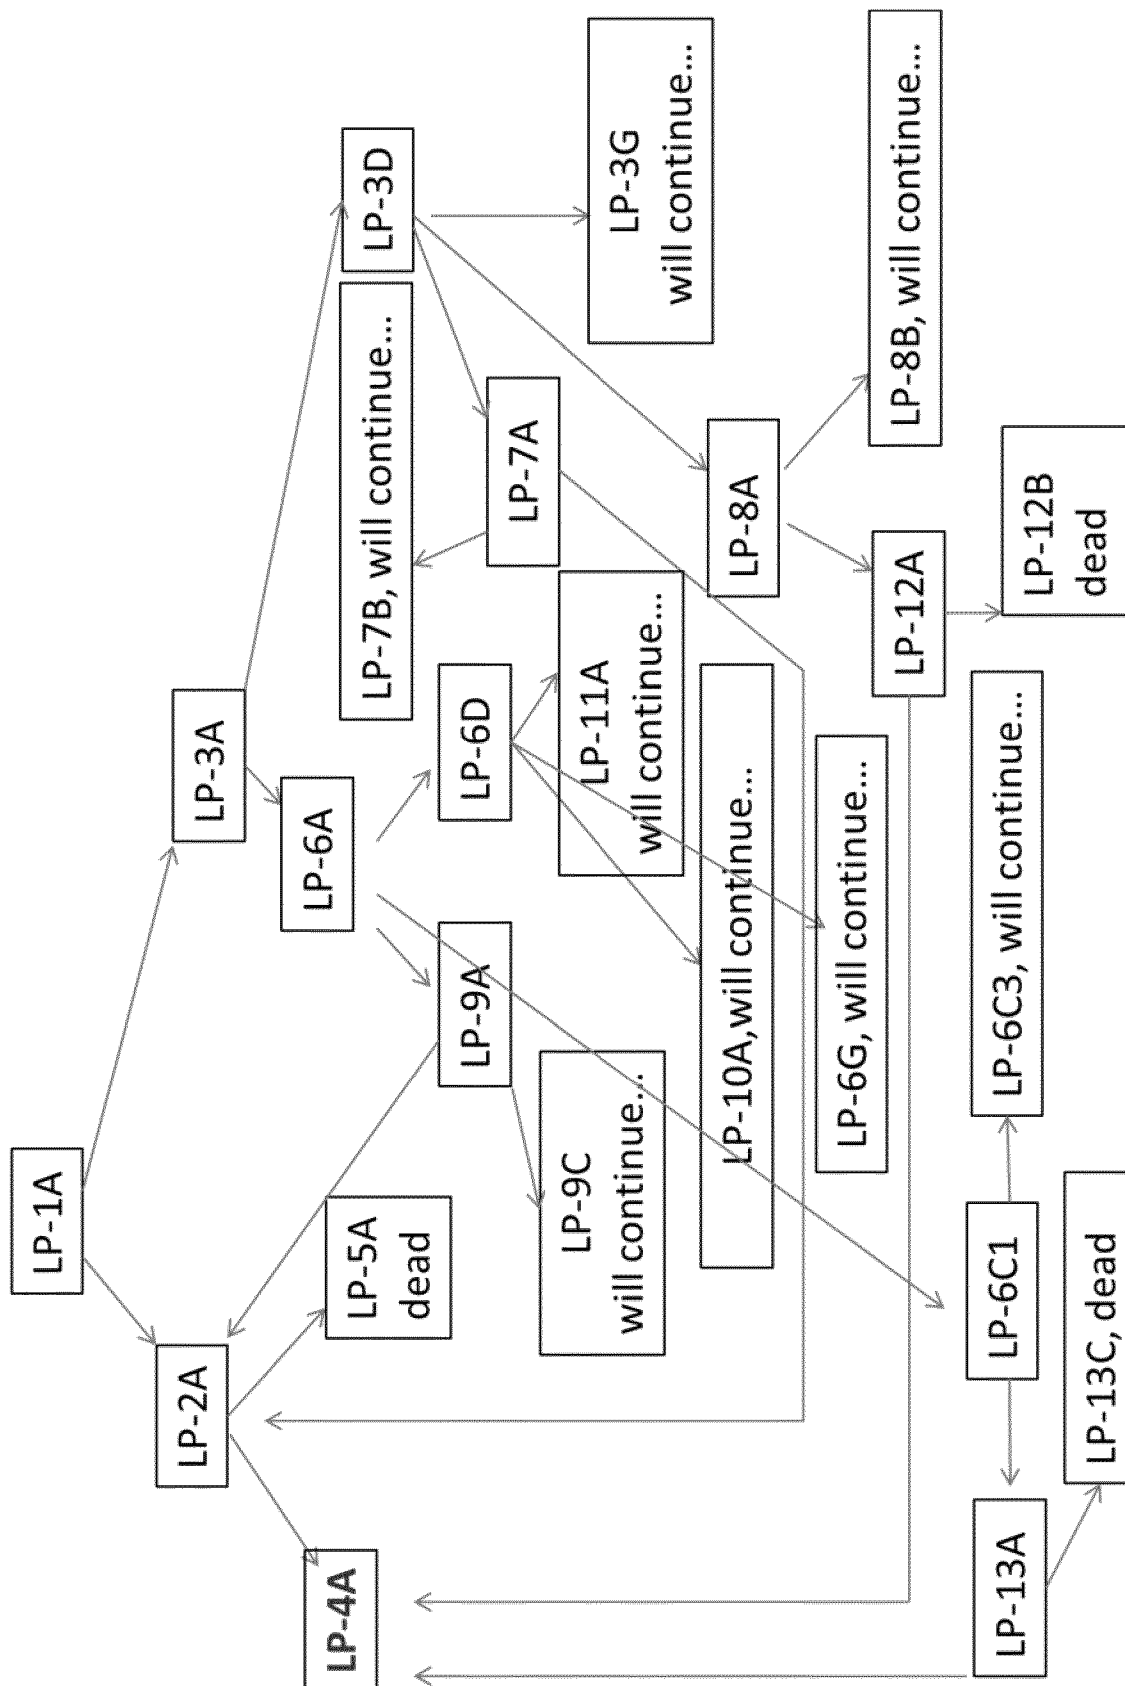 LP-1A
LP-2A
LP-3A
LP-4A
LP-5A
dead
LP-6A
LP-3D
LP-7B, will continue...
LP-9A
LP-6D
LP-7A
LP-9C
will continue...
LP-11A
will continue...
LP-3G
will continue...
LP-10A,will continue...
LP-8A
LP-6G, will continue...
LP-12A
LP-8B, will continue...
LP-13A
LP-6C1
LP-6C3, will continue...
LP-12B
dead
LP-13C, dead